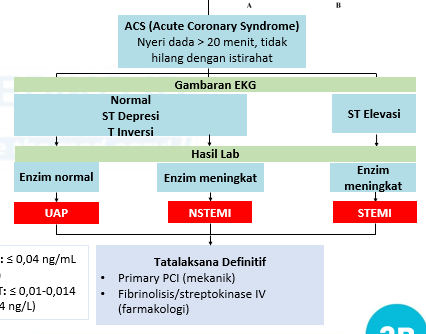 A B
ACS (Acute Coronary Syndrome)
Nyeri dada > 20 menit, tidak
hilang dengan istirahat
Gambaran EKG
Normal
ST Depresi
T Inversi
ST Elevasi
Hasil Lab
Enzim normal
Enzim meningkat
Enzim
meningkat
UAP
NSTEMI
STEMI
: ≤ 0,04 ng/mL
)
T: ≤ 0,01-0,014
4 ng/L)
Tatalaksana Definitif
• Primary PCI (mekanik)
• Fibrinolisis/streptokinase IV
(farmakologi)